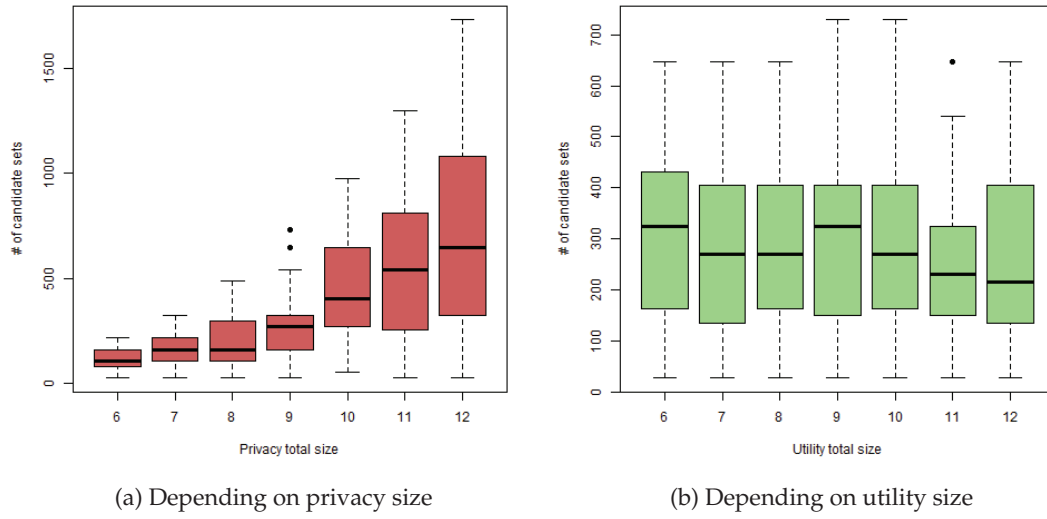 # of candidate sets
1500
1000
500
0
6 7 8 9 10 11 12
Privacy total size
(a) Depending on privacy size
# of candidate sets
700
600
500
400
300
200
100
0
6 7 8 9 10 11 12
Utility total size
(b) Depending on utility size